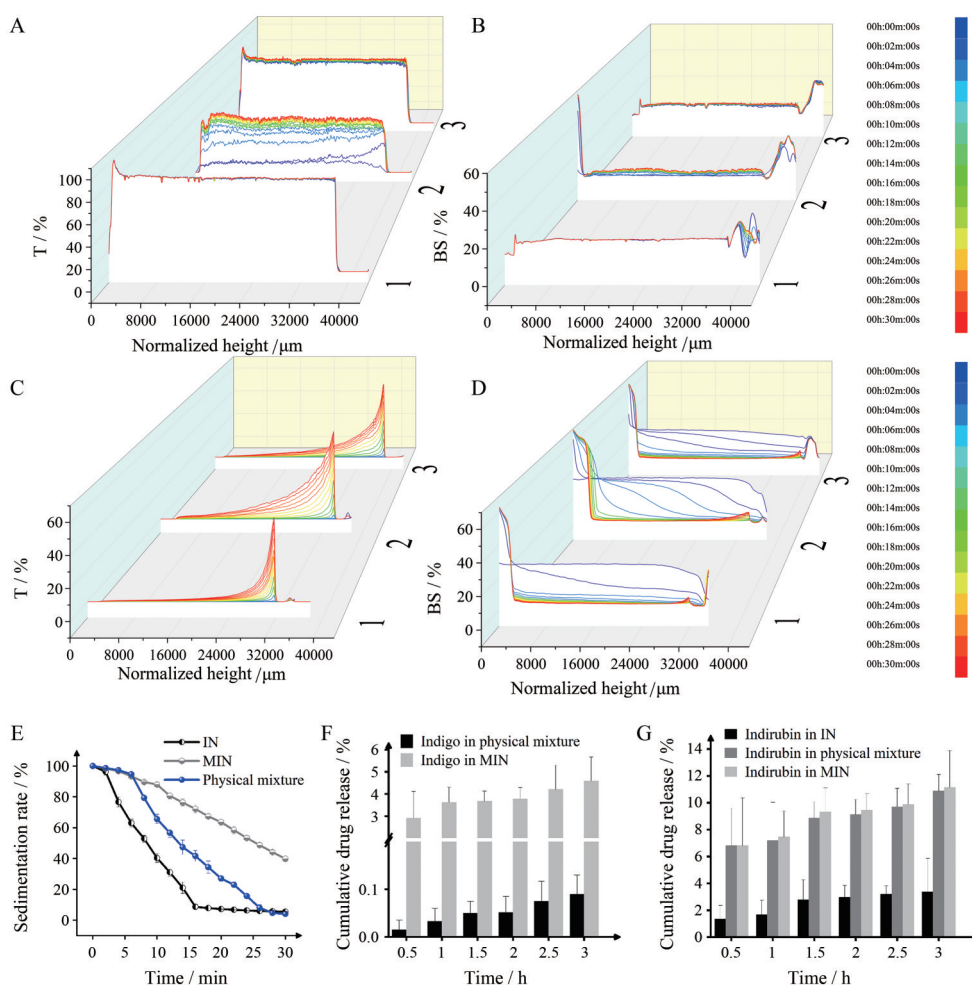 A
T / %
100
80
60
40
20
0
0 8000 16000 24000 32000 40000
Normalized height /μm
1
2
3
B
BS / %
60
40
20
0
0 8000 16000 24000 32000 40000
Normalized height /μm
1
2
3
00h:00m:00s
00h:02m:00s
00h:04m:00s
00h:06m:00s
00h:08m:00s
00h:10m:00s
00h:12m:00s
00h:14m:00s
00h:16m:00s
00h:18m:00s
00h:20m:00s
00h:22m:00s
00h:24m:00s
00h:26m:00s
00h:28m:00s
00h:30m:00s
C
T / %
60
40
20
0
0 8000 16000 24000 32000 40000
Normalized height /μm
1
2
3
D
BS / %
60
40
20
0
0 8000 16000 24000 32000 40000
Normalized height /μm
1
2
3
00h:00m:00s
00h:02m:00s
00h:04m:00s
00h:06m:00s
00h:08m:00s
00h:10m:00s
00h:12m:00s
00h:14m:00s
00h:16m:00s
00h:18m:00s
00h:20m:00s
00h:22m:00s
00h:24m:00s
00h:26m:00s
00h:28m:00s
00h:30m:00s
E
IN
MIN
Physical mixture
Sedimentation rate / %
100
80
60
40
20
0
0 5 10 15 20 25 30
Time / min
F
Indigo in physical mixture
Indigo in MIN
Cumulative drug release / %
6
5
4
3
0.1
0.0
0.5 1 1.5 2 2.5 3
Time / h
G
Indirubin in IN
Indirubin in physical mixture
Indirubin in MIN
Cumulative drug release / %
14
12
10
8
6
4
2
0
0.5 1 1.5 2 2.5 3
Time / h